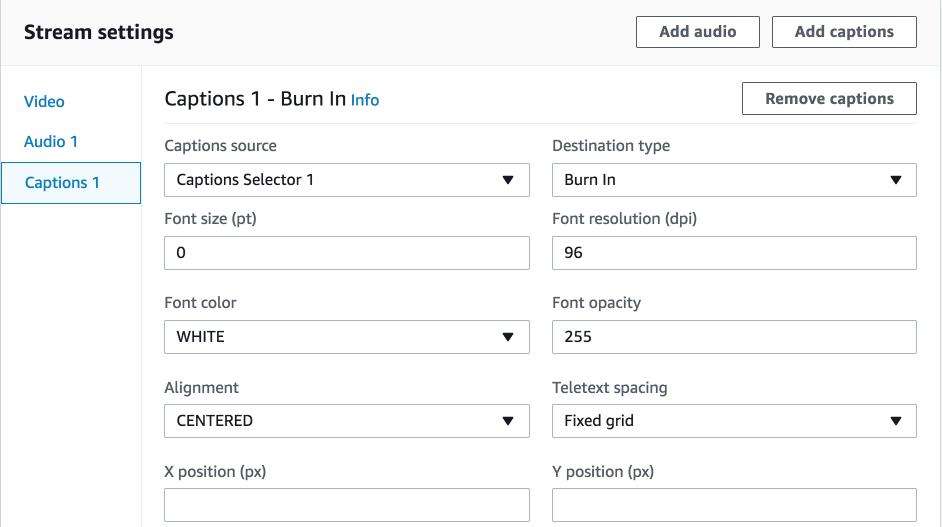 Stream settings
Add audio
Add captions
Video
Audio 1
Captions 1
Captions 1 - Burn In Info
Remove captions
Captions source
Destination type
Captions Selector 1
Burn In
Font size (pt)
Font resolution (dpi)
0
96
Font color
Font opacity
WHITE
255
Alignment
Teletext spacing
CENTERED
Fixed grid
X position (px)
Y position (px)